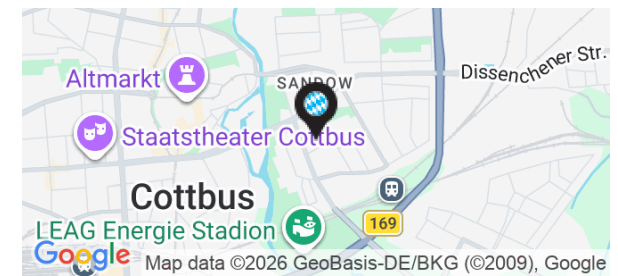 Dissenchener Str.
Altmarkt
SANDOW
Staatstheater Cottbus
Cottbus
169
LEAG Energie Stadion
Google
Map data ©2026 GeoBasis-DE/BKG (©2009), Google